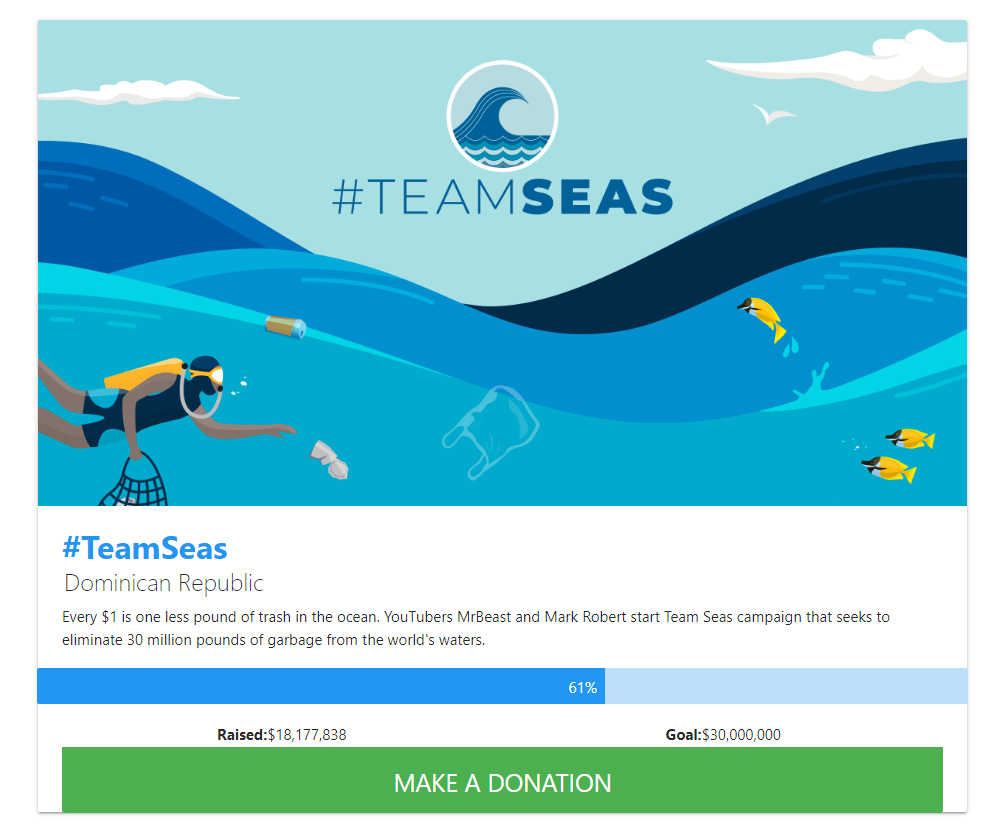 #TEAMSEAS
#TeamSeas
Dominican Republic
Every $1 is one less pound of trash in the ocean. YouTubers MrBeast and Mark Robert start Team Seas campaign that seeks to
eliminate 30 million pounds of garbage from the world's waters.
61%
Raised:$18,177,838 Goal:$30,000,000
MAKE A DONATION